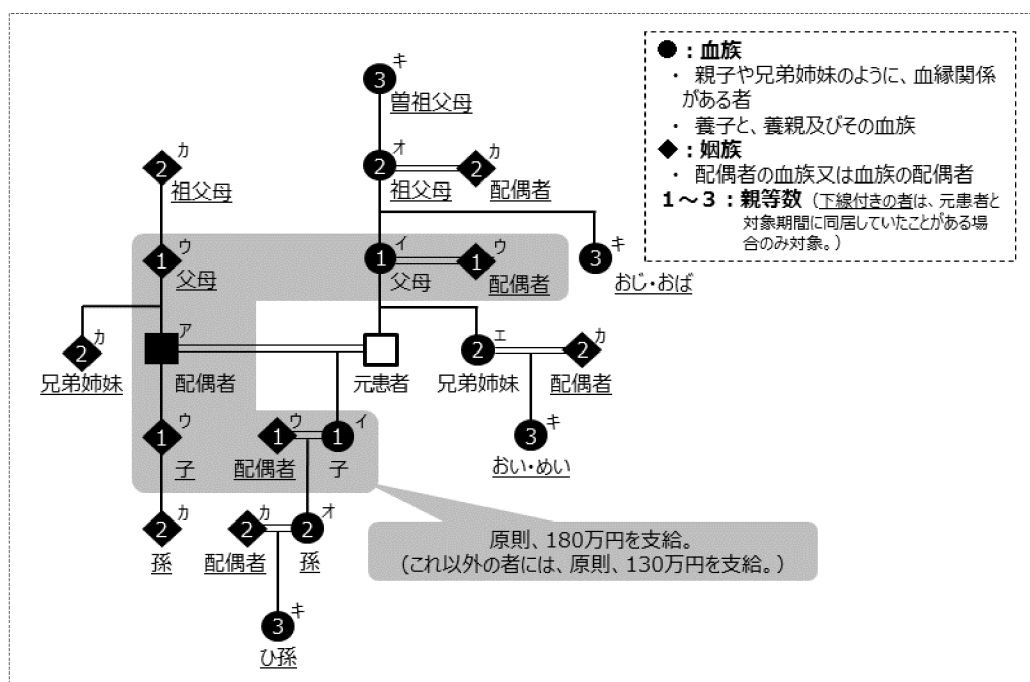 ● : 血族
・ 親子や兄弟姉妹のように、血縁関係
がある者
・ 養子と、養親及びその血族
◆ : 姻族
・ 配偶者の血族又は血族の配偶者
1～3 : 親等数 (下線付きの者は、元患者と
対象期間に同居していたことがある場
合のみ対象。)
3 キ
曽祖父母
2 カ
祖父母
2 オ
祖父母
2 カ
配偶者
1 ウ
父母
1 イ
父母
1 ウ
配偶者
3 キ
おじ・おば
2 カ
兄弟姉妹
ア
配偶者
元患者
2 エ
兄弟姉妹
2 カ
配偶者
1 ウ
子
1 ウ
配偶者
1 イ
子
3 キ
おい・めい
2 カ
孫
2 カ
配偶者
2 オ
孫
原則、180万円を支給。
(これ以外の者には、原則、130万円を支給。)
3 キ
ひ孫